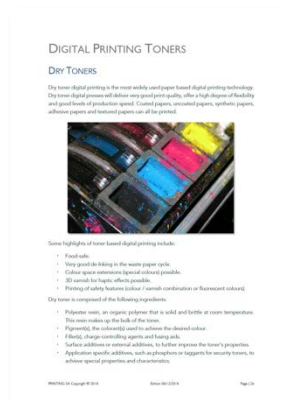 DIGITAL PRINTING TONERS
DRY TONERS
Dry toner digital printing is the most widely used paper based digital printing technology.
Dry toner digital presses will deliver very good print quality, offer a high degree of flexibility
and good levels of production speed. Coated papers, uncoated papers, synthetic papers,
adhesive papers and textured papers can all be printed.
Some highlights of toner based digital printing include:
Food-safe.
Very good de-inking in the waste paper cycle.
Colour space extensions (special colours) possible.
3D varnish for haptic effects possible.
Printing of safety features (colour / varnish combination or fluorescent colours)
Dry toner is comprised of the following ingredients:
Polyester resin, an organic polymer that is solid and brittle at room temperature.
This resin makes up the bulk of the toner.
Pigment(s), the colorant(s) used to achieve the desired colour.
Filler(s), charge-controlling agents and fusing aids.
Surface additives or external additives, to further improve the toner's properties.
Application specific additives, such as phosphors or taggants for security toners, to
achieve special properties and characteristics.
Copyright ©
Edition
Page